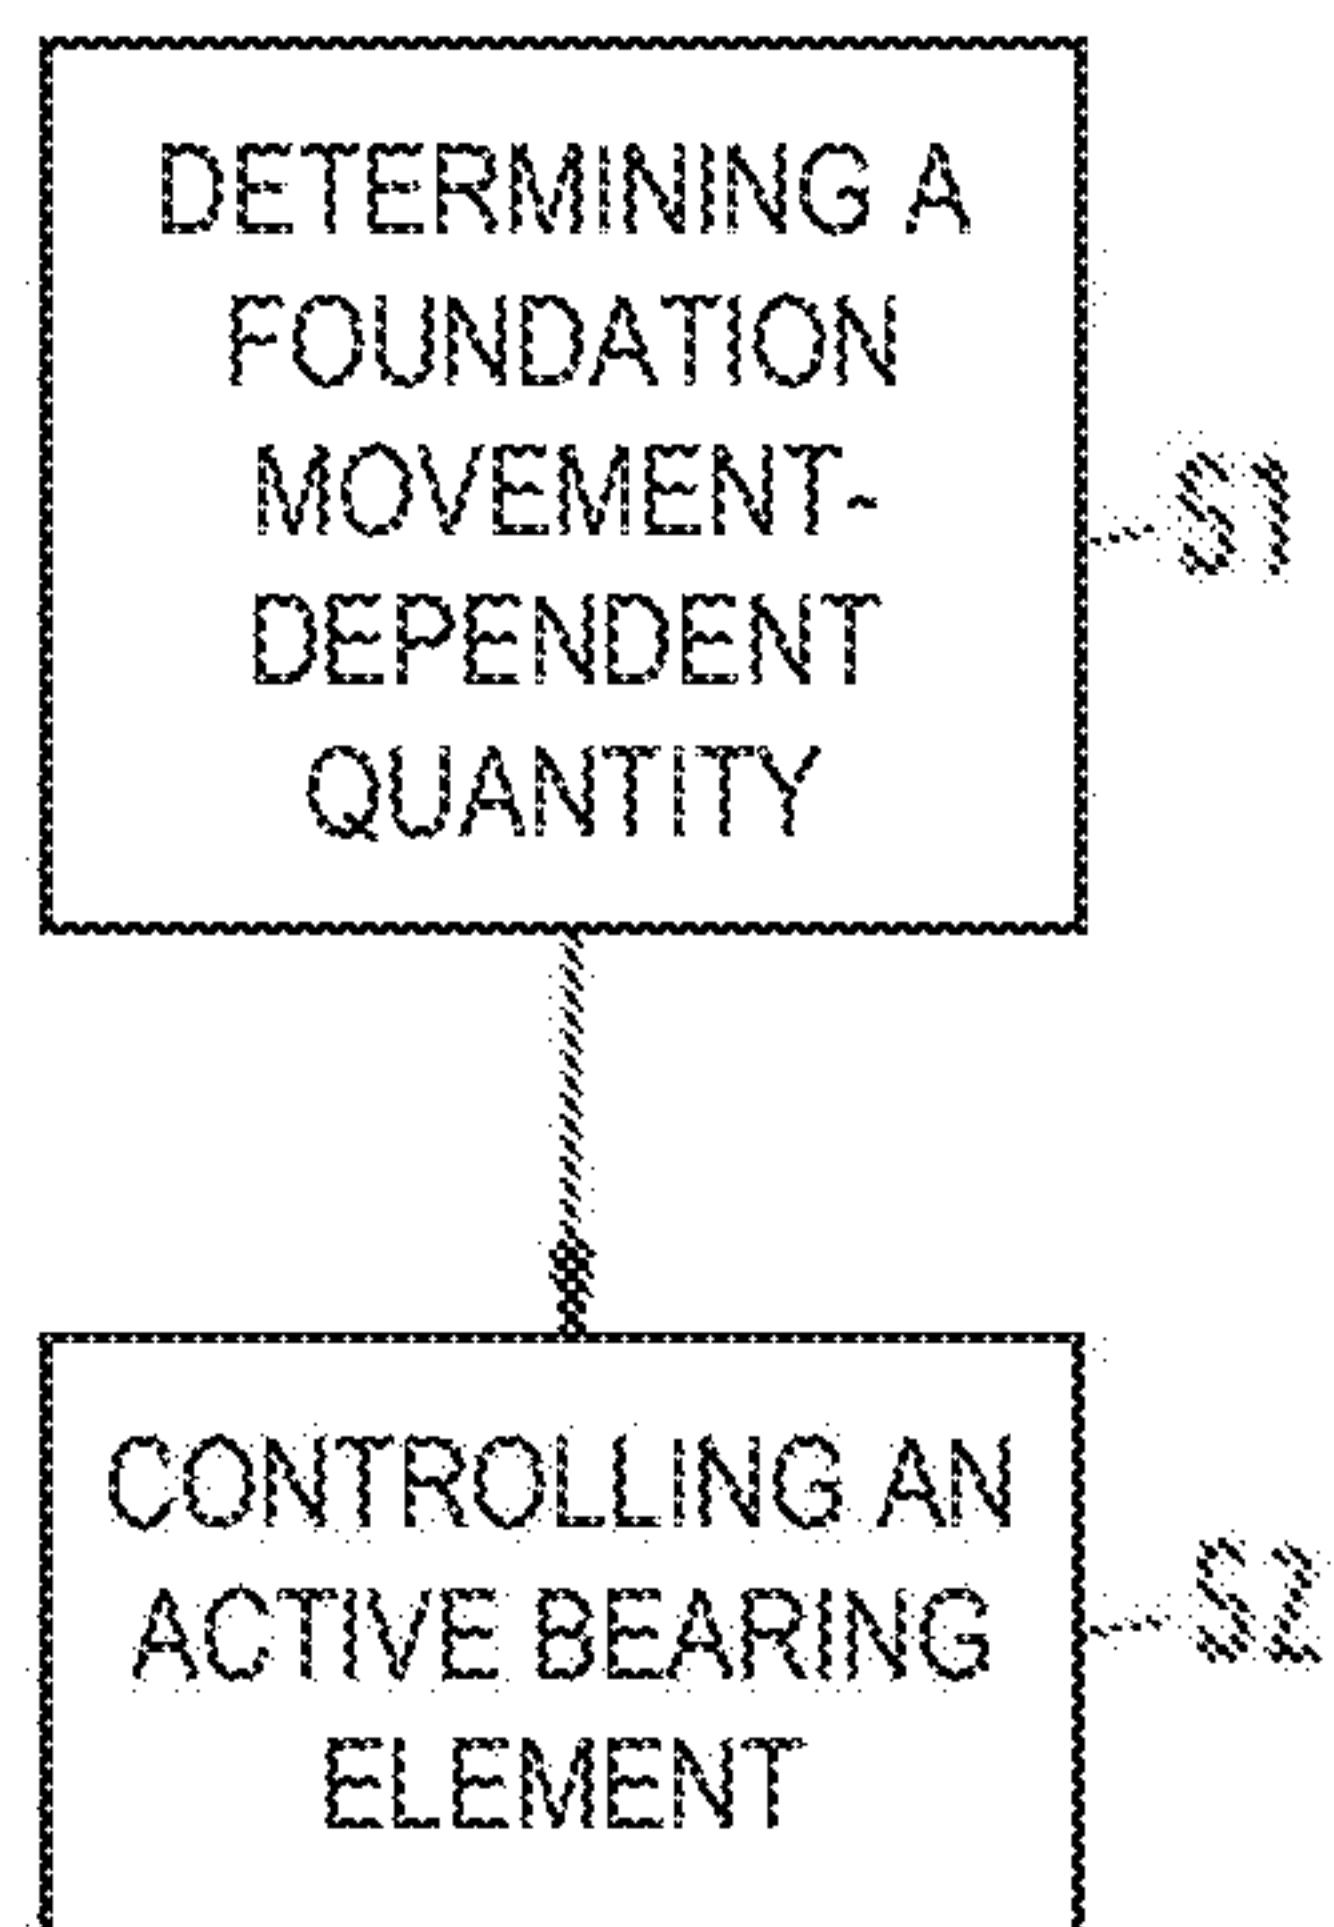 DETERMINING A
FOUNDATION
MOVEMENT-
DEPENDENT
QUANTITY
S1
CONTROLLING AN
ACTIVE BEARING
ELEMENT
S2